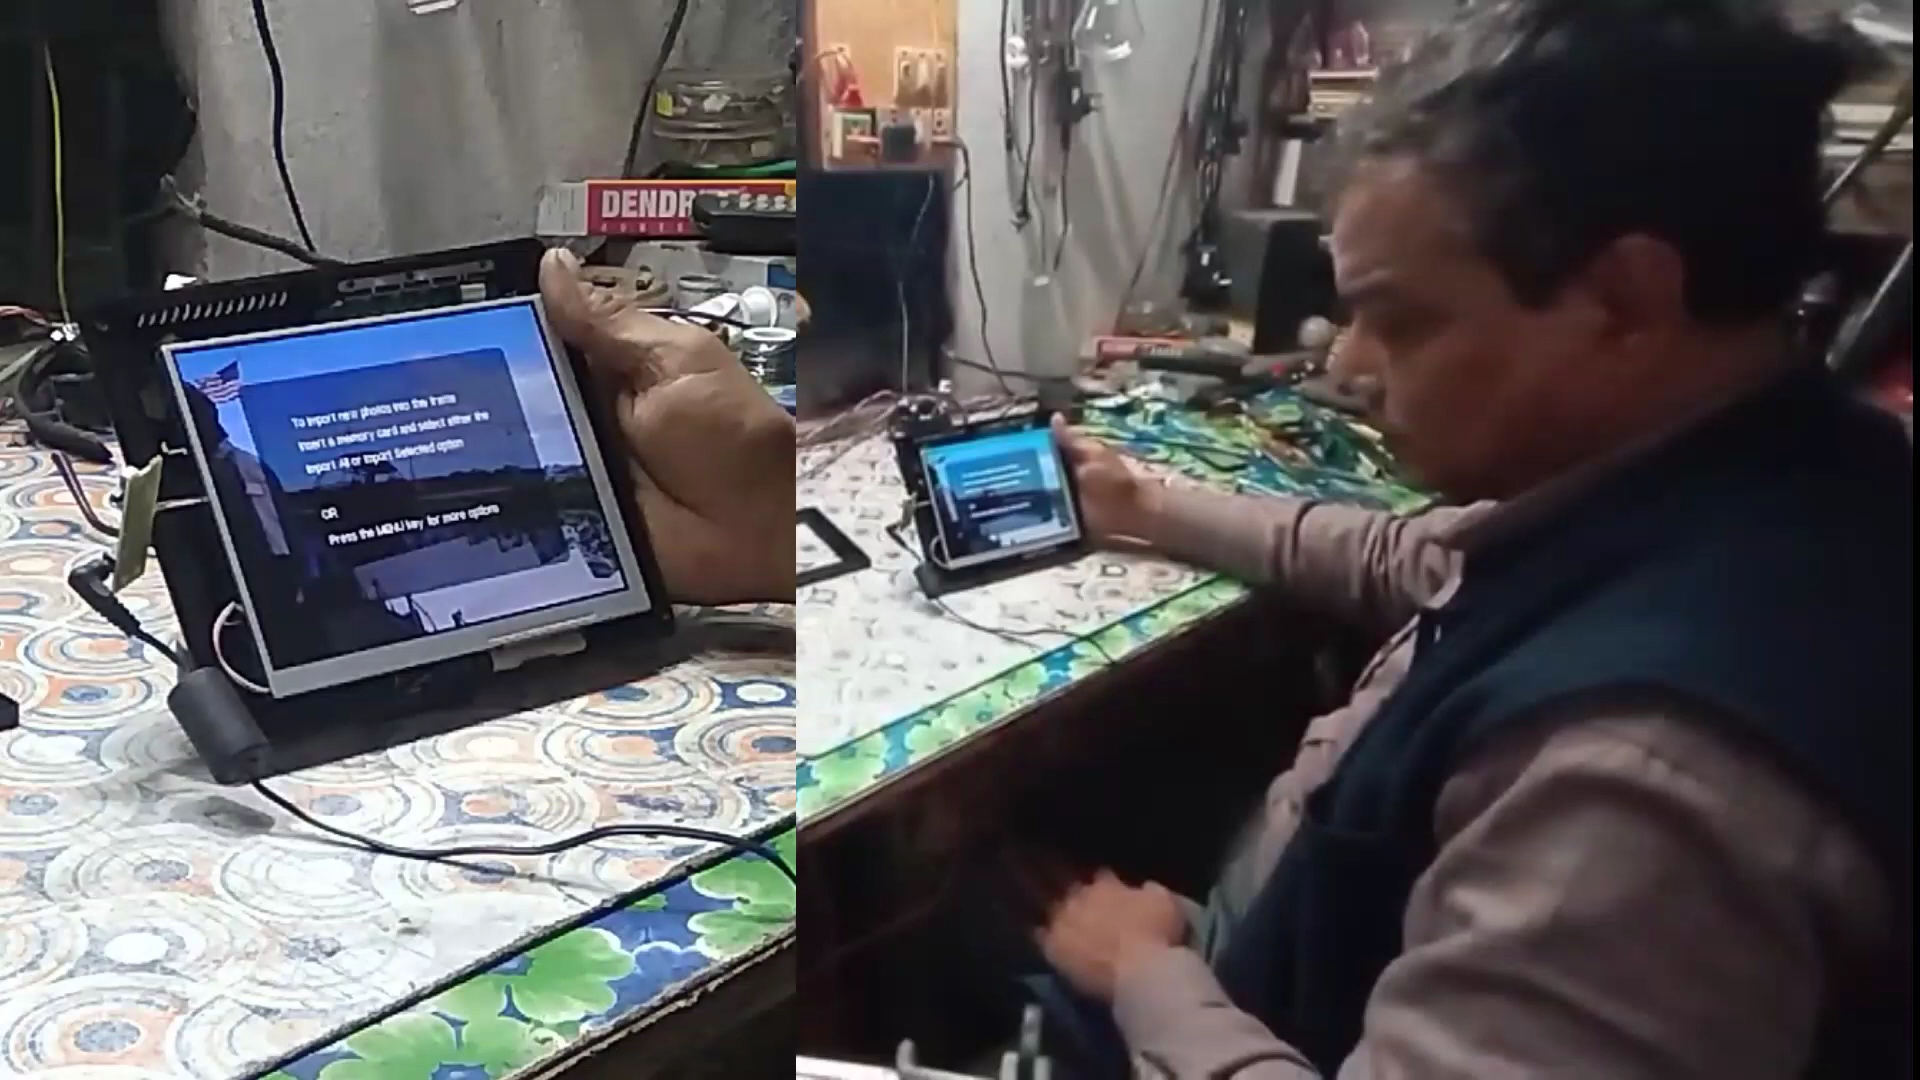 DENDR
To import new photos into the frame
insert a memory card and select either the
Import All or Import Selected option
OR
Press the MENU key for more options